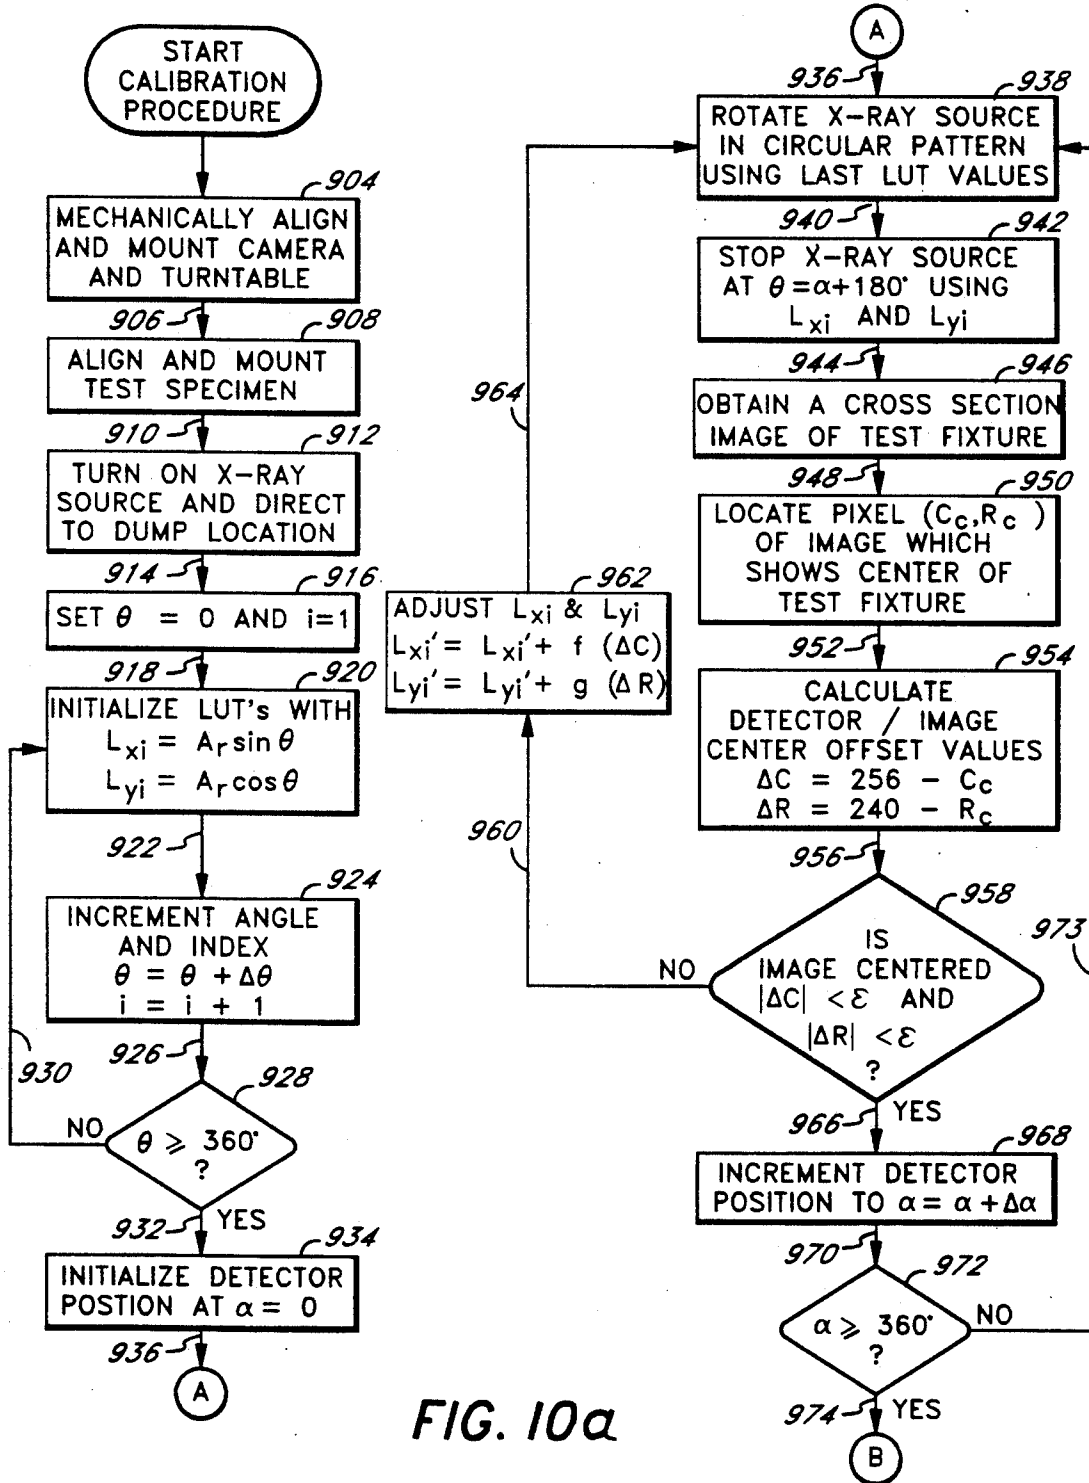 START
CALIBRATION
PROCEDURE
904
MECHANICALLY ALIGN
AND MOUNT CAMERA
AND TURNTABLE
906
908
ALIGN AND MOUNT
TEST SPECIMEN
910
912
TURN ON X-RAY
SOURCE AND DIRECT
TO DUMP LOCATION
914
916
SET θ = 0 AND i=1
918
920
INITIALIZE LUT's WITH
Lxi = Ar sin θ
Lyi = Ar cos θ
922
924
INCREMENT ANGLE
AND INDEX
θ = θ + Δθ
i = i + 1
926
930
928
NO
θ ⩾ 360°
?
932
YES
934
INITIALIZE DETECTOR
POSTION AT α = 0
936
A
A
936
938
ROTATE X-RAY SOURCE
IN CIRCULAR PATTERN
USING LAST LUT VALUES
940
942
STOP X-RAY SOURCE
AT θ = α+180° USING
Lxi AND Lyi
944
946
OBTAIN A CROSS SECTION
IMAGE OF TEST FIXTURE
948
950
LOCATE PIXEL (Cc,Rc )
OF IMAGE WHICH
SHOWS CENTER OF
TEST FIXTURE
952
954
CALCULATE
DETECTOR / IMAGE
CENTER OFFSET VALUES
ΔC = 256 - Cc
ΔR = 240 - Rc
956
958
IS
IMAGE CENTERED
|ΔC| < ε AND
|ΔR| < ε
?
NO
960
962
ADJUST Lxi & Lyi
Lxi' = Lxi' + f (ΔC)
Lyi' = Lyi' + g (ΔR)
964
966
YES
968
INCREMENT DETECTOR
POSITION TO α = α + Δα
970
972
α ⩾ 360°
?
NO
973
974
YES
B
FIG. 10a